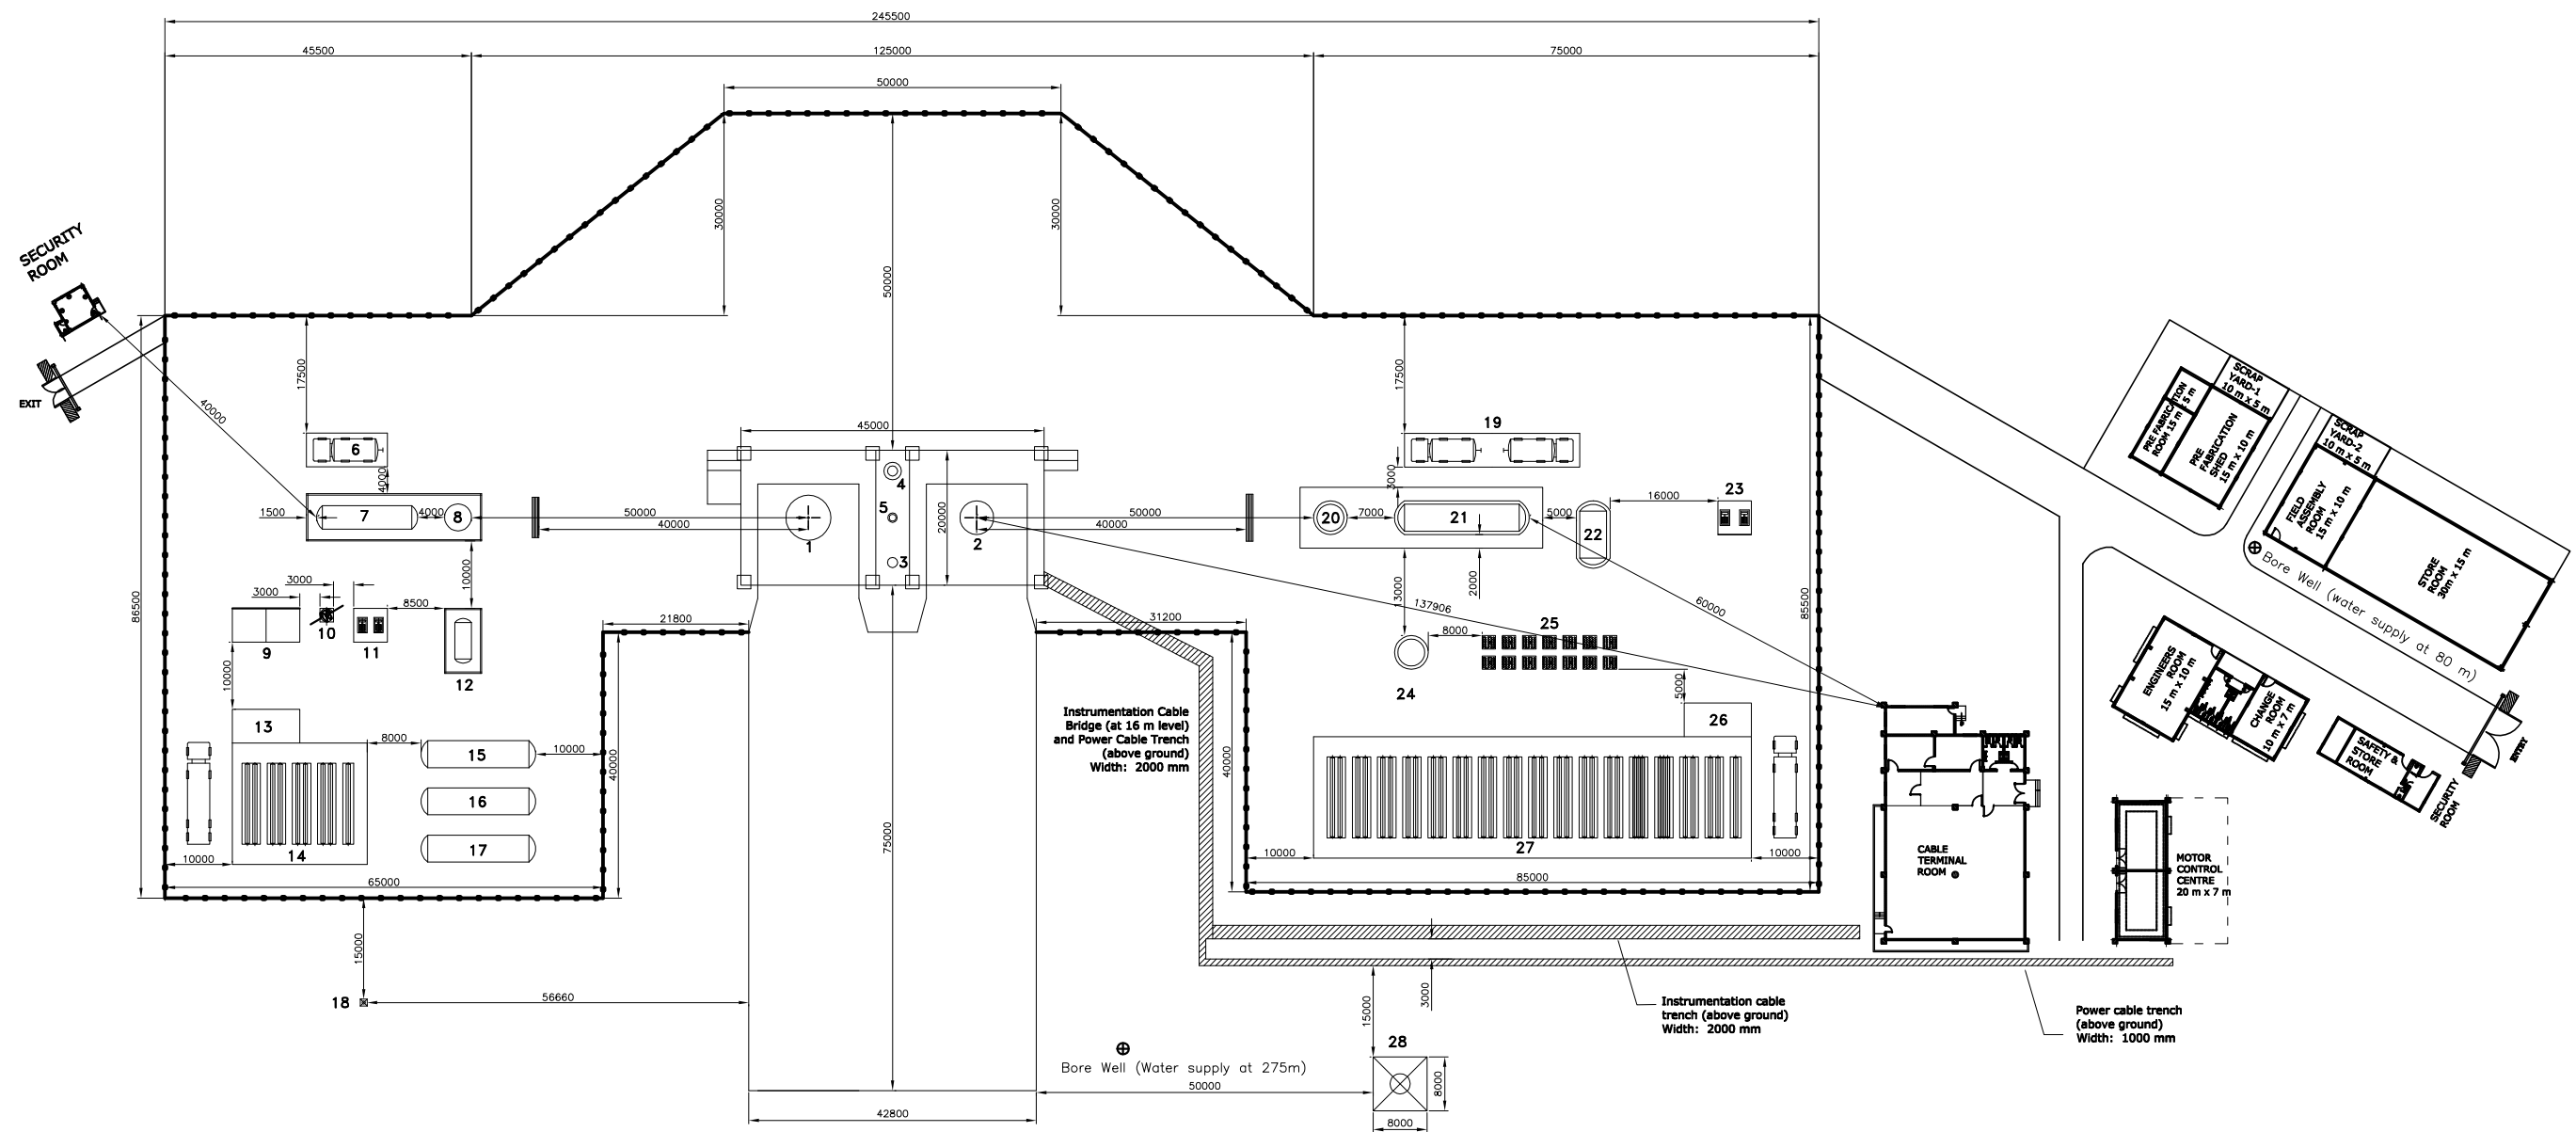 245500
45500
125000
75000
50000
30000
50000
30000
SECURITY
ROOM
EXIT
40000
86500
17500
6
4000
1500
7
4000
8
50000
40000
45000
4
5
3
20000
1
2
50000
40000
17500
19
3000
20
7000
21
5000
22
16000
23
85500
13000
2000
137906
60000
10000
3000
3000
9
10
11
8500
12
21800
31200
10000
13
8000
15
10000
16
17
14
10000
65000
40000
15000
18
56660
75000
42800
Instrumentation Cable
Bridge (at 16 m level)
and Power Cable Trench
(above ground)
Width: 2000 mm
40000
24
8000
25
5000
26
27
10000
10000
85000
3000
15000
28
8000
8000
50000
Bore Well (Water supply at 275m)
Instrumentation cable
trench (above ground)
Width: 2000 mm
Power cable trench
(above ground)
Width: 1000 mm
CABLE
TERMINAL
ROOM
MOTOR
CONTROL
CENTRE
20 m x 7 m
SCRAP
YARD-1
10 m x 5 m
PRE FABRICATION
ROOM 15 m x 5 m
PRE
FABRICATION
SHED
15 m x 10 m
SCRAP
YARD-2
10 m x 5 m
FIELD
ASSEMBLY
ROOM
15 m x 10 m
STORE
ROOM
30m x 15 m
Bore Well (water supply at 80 m)
ENGINEERS
ROOM
15 m x 10 m
CHANGE
ROOM
10 m x 7 m
SAFETY &
STORE
ROOM
SECURITY
ROOM
ENTRY